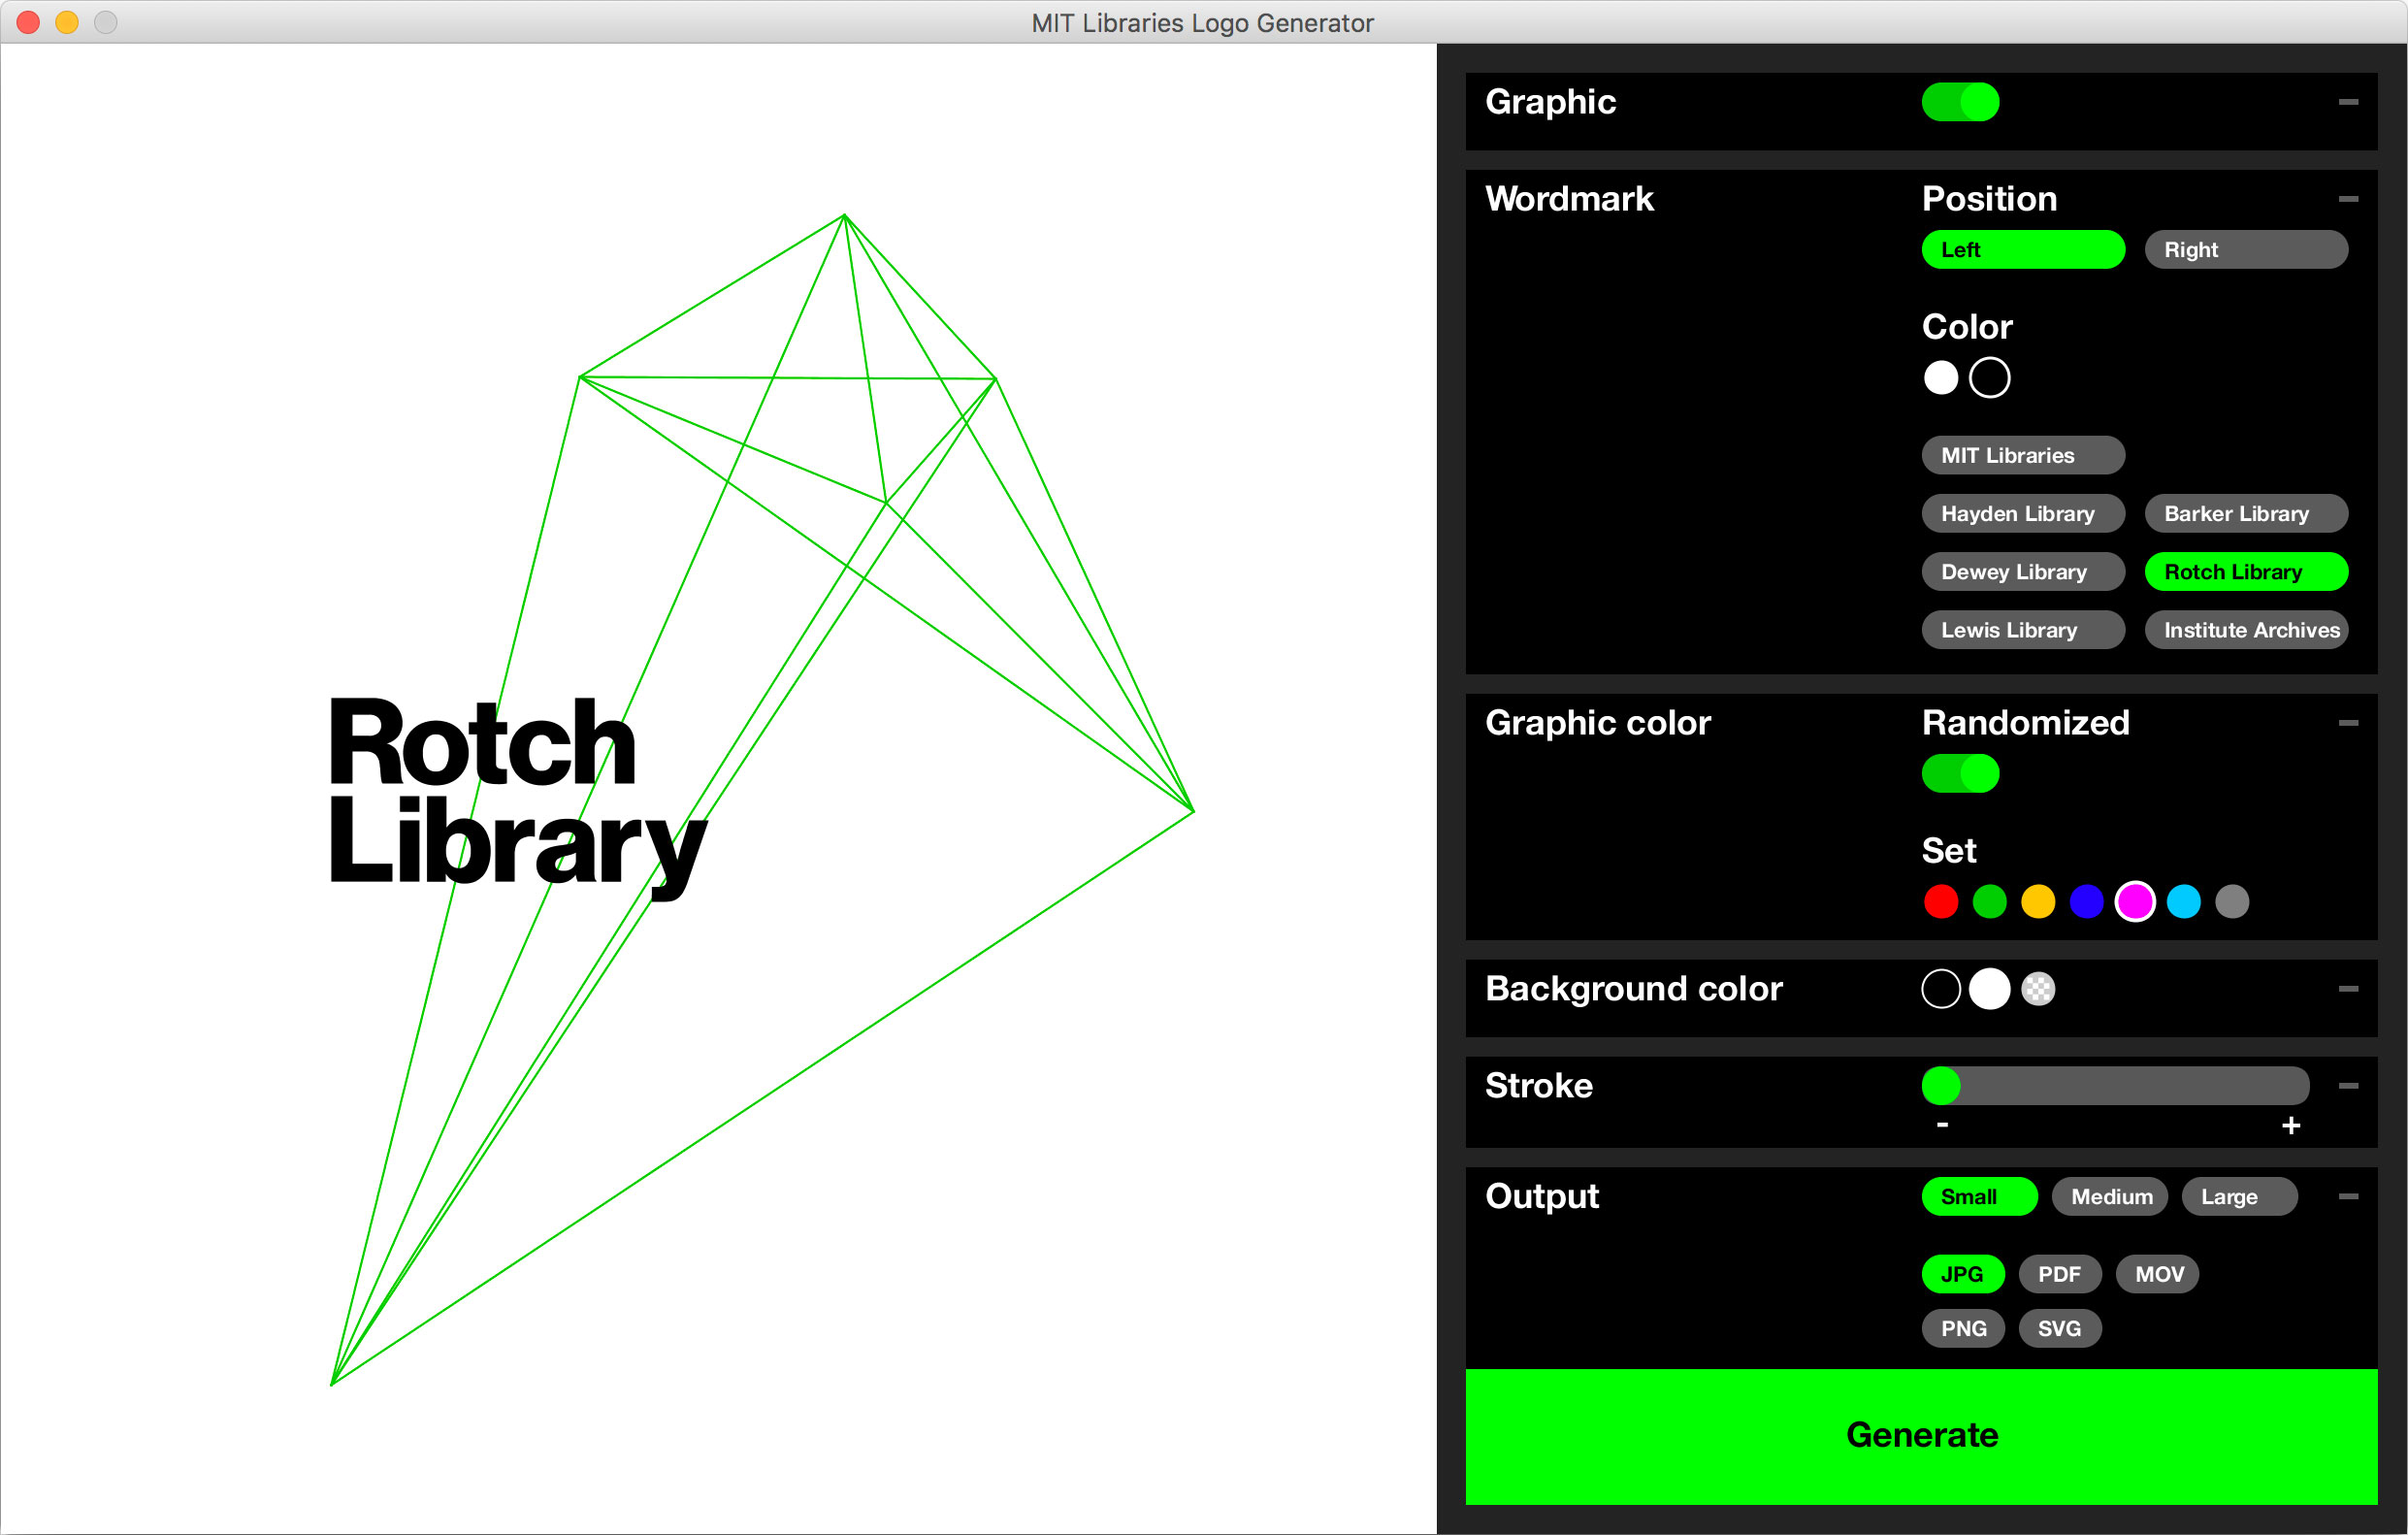 MIT Libraries Logo Generator
Rotch
Library
Graphic
Wordmark
Position
Left Right
Color
MIT Libraries
Hayden Library Barker Library
Dewey Library Rotch Library
Lewis Library Institute Archives
Graphic color
Randomized
Set
Background color
Stroke
- +
Output
Small Medium Large
JPG PDF MOV
PNG SVG
Generate